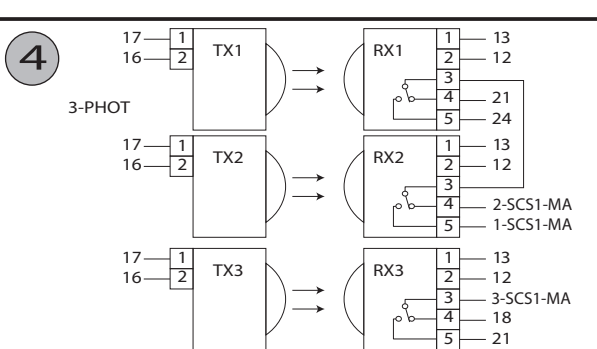 4
3-PHOT
17 1 TX1 RX1 1 13
16 2 2 12
3
4 21
5 24
17 1 TX2 RX2 1 13
16 2 2 12
3
4 2-SCS1-MA
5 1-SCS1-MA
17 1 TX3 RX3 1 13
16 2 2 12
3 3-SCS1-MA
4 18
5 21